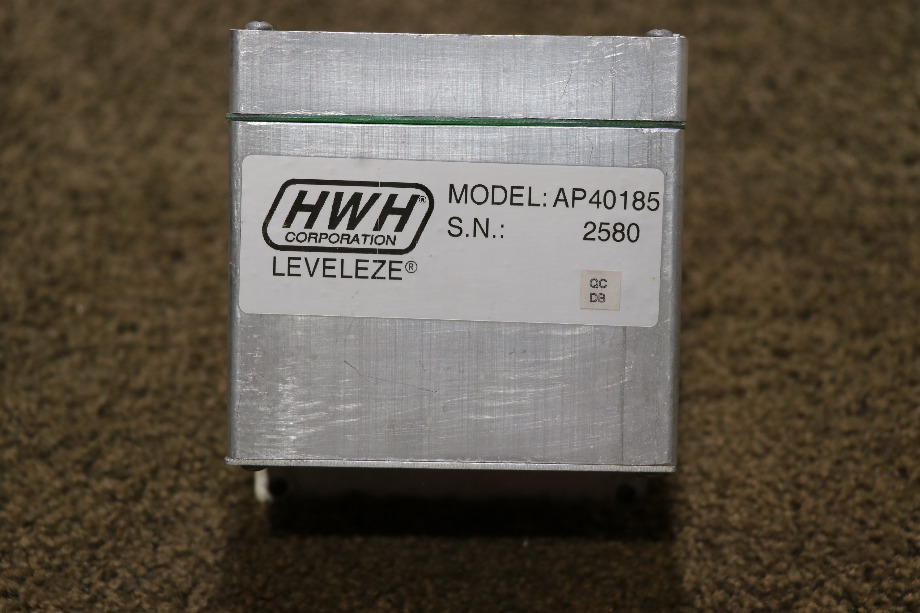 HWH®
CORPORATION
LEVELEZE®
MODEL: AP40185
S.N.: 2580
QC
DB